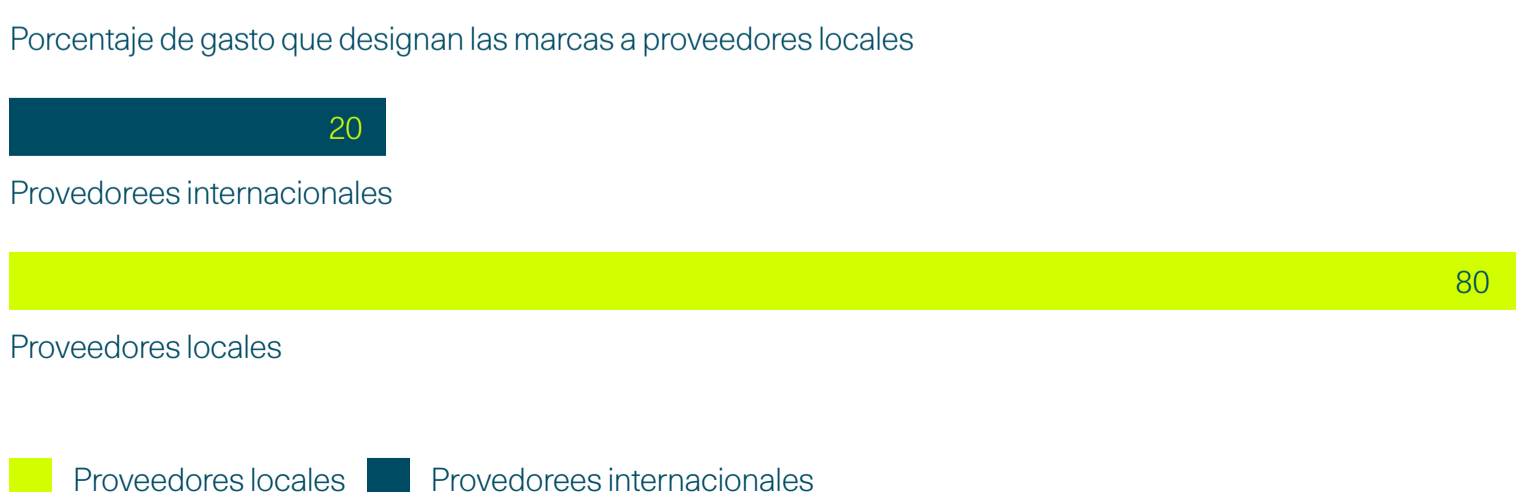 Porcentaje de gasto que designan las marcas a proveedores locales
20
Provedorees internacionales
80
Proveedores locales
Proveedores locales Provedorees internacionales